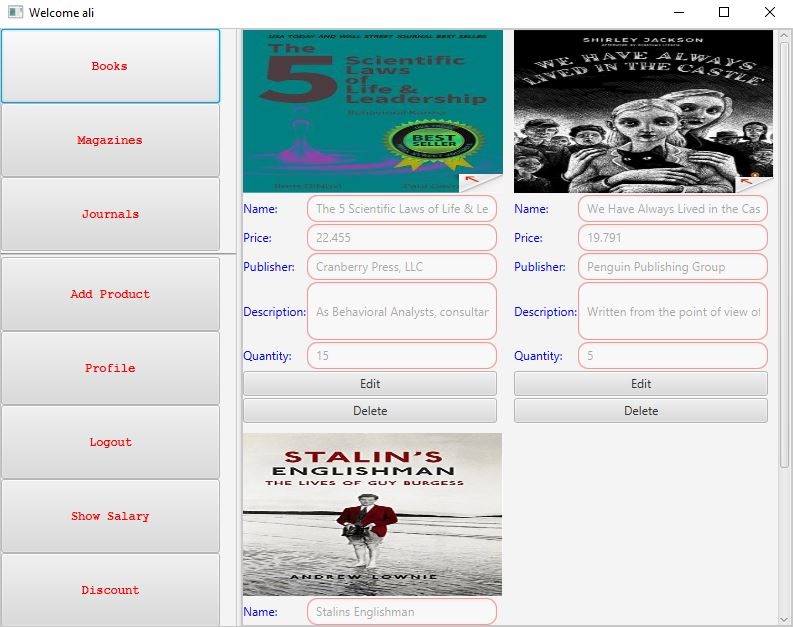 Welcome ali
Books
Magazines
Journals
Add Product
Profile
Logout
Show Salary
Discount
USA TODAY AND WALL STREET JOURNAL BEST SELLER
The
5 Scientific
Laws
of
Life &
Leadership
Behavioral Karma
BEST
SELLER
Name: The 5 Scientific Laws of Life & Le
Price: 22.455
Publisher: Cranberry Press, LLC
Description: As Behavioral Analysts, consultan
Quantity: 15
Edit
Delete
SHIRLEY JACKSON
WE HAVE ALWAYS
LIVED IN THE CASTLE
Name: We Have Always Lived in the Cas
Price: 19.791
Publisher: Penguin Publishing Group
Description: Written from the point of view of
Quantity: 5
Edit
Delete
STALIN'S
ENGLISHMAN
THE LIVES OF GUY BURGESS
ANDREW LOWNIE
Name: Stalins Englishman